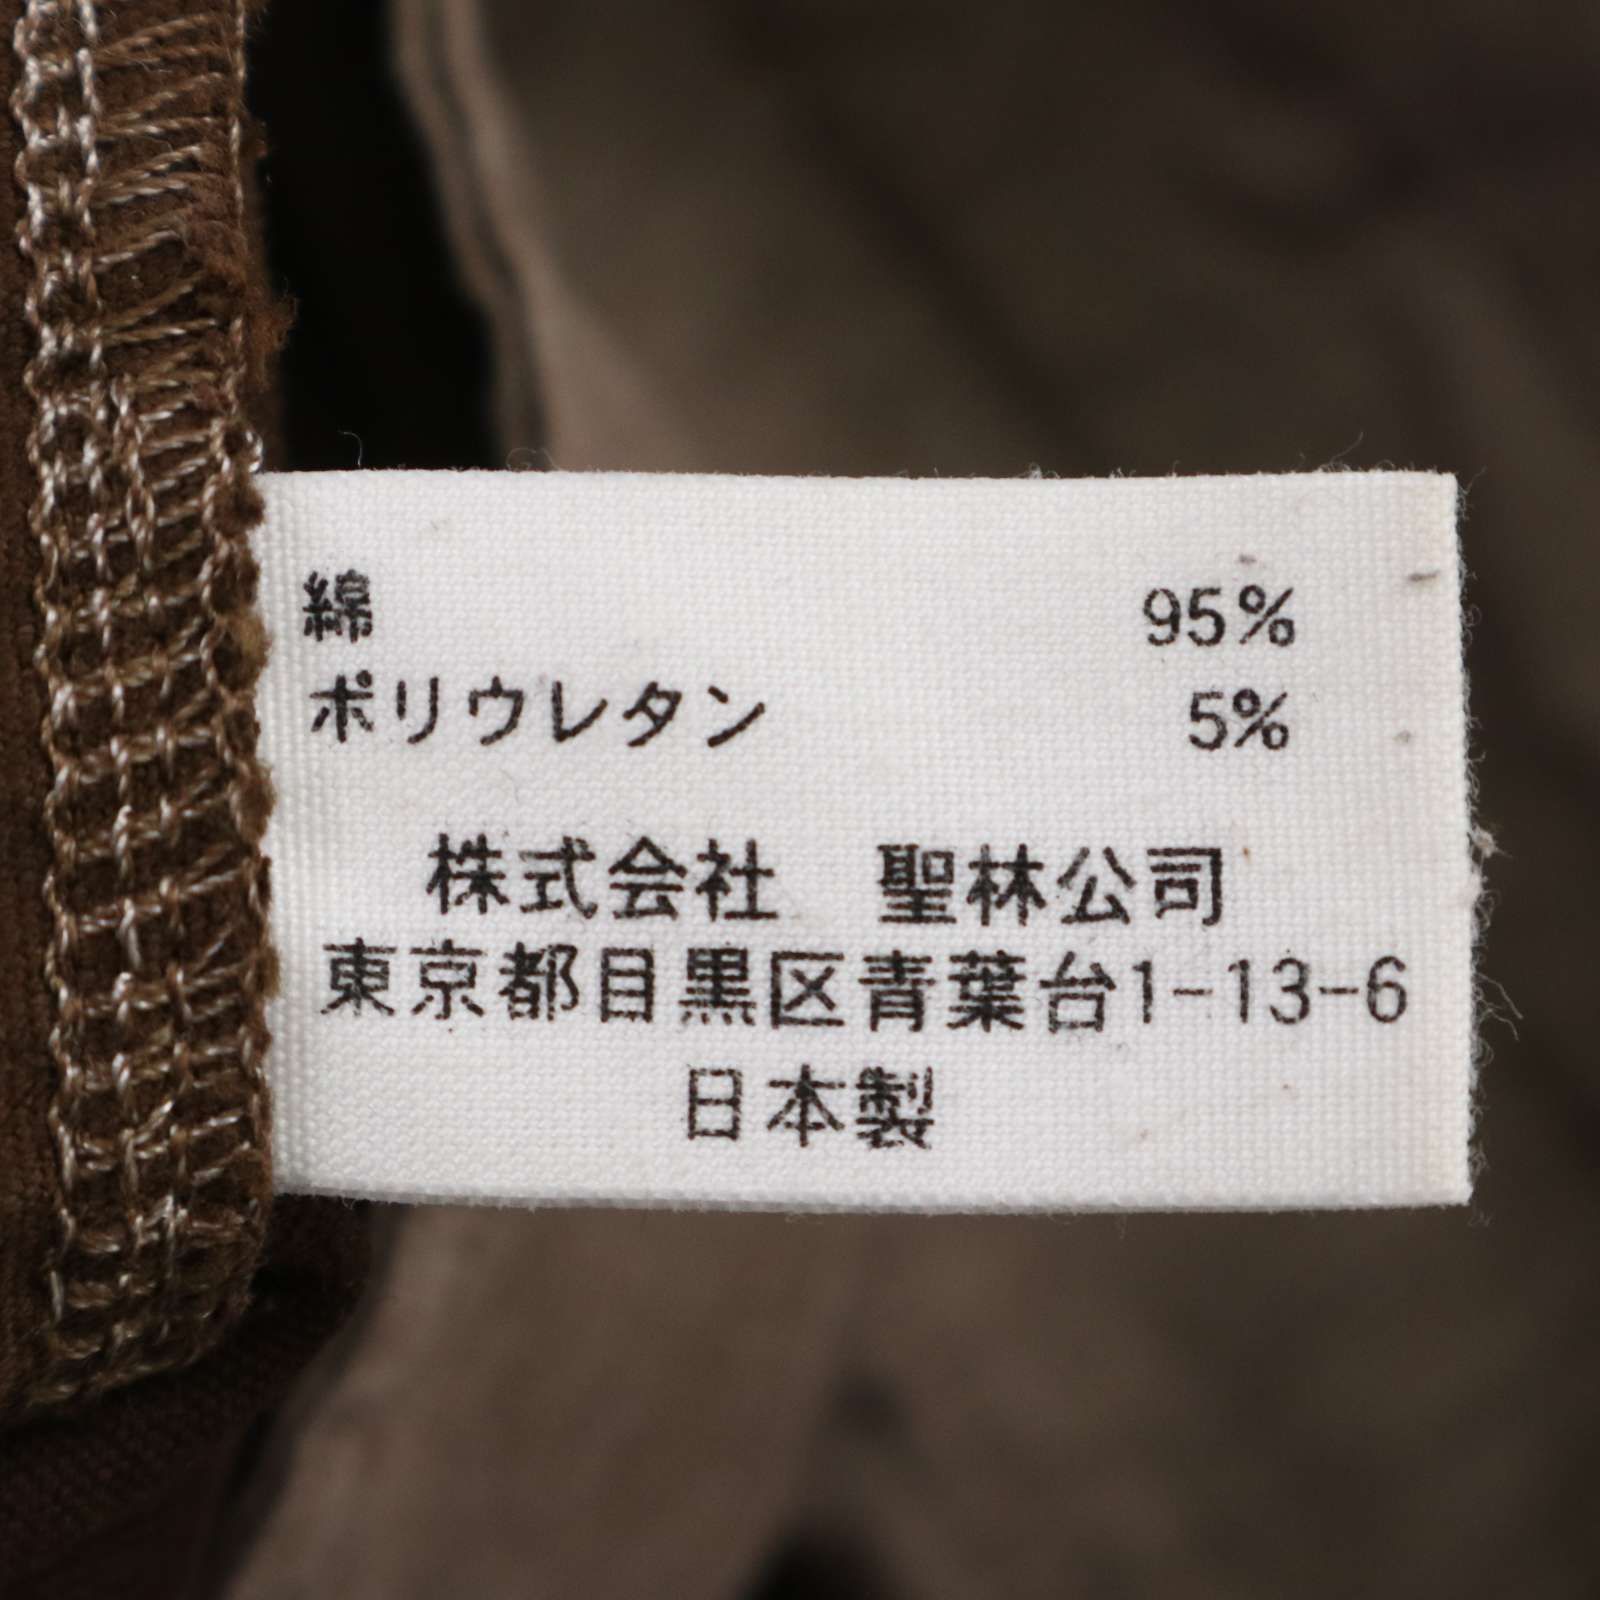 綿 95%
ポリウレタン 5%
株式会社 聖林公司
東京都目黒区青葉台1-13-6
日本製